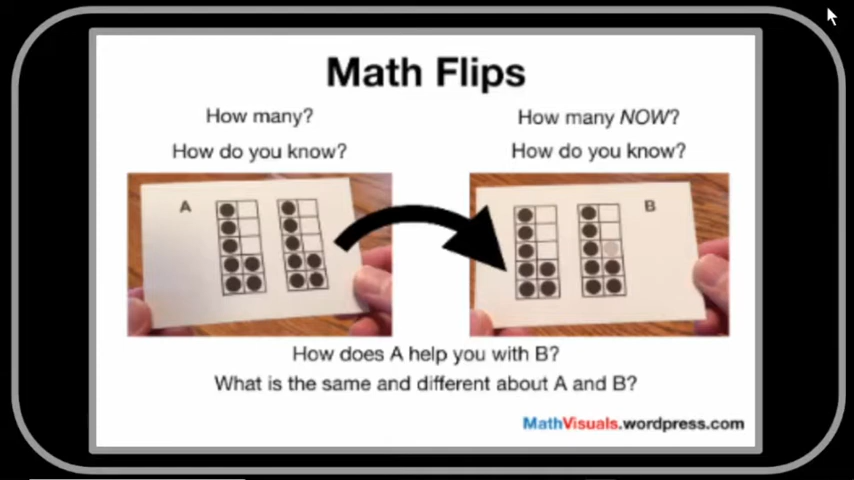 Math Flips
How many?
How do you know?
How many NOW?
How do you know?
A
B
How does A help you with B?
What is the same and different about A and B?
MathVisuals.wordpress.com